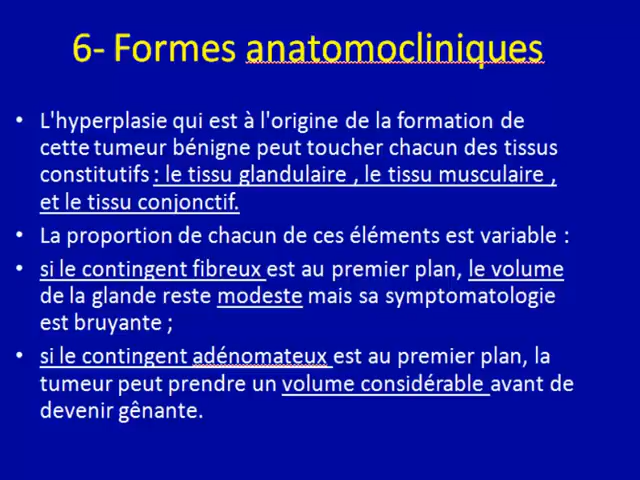 6- Formes anatomocliniques
• L'hyperplasie qui est à l'origine de la formation de
cette tumeur bénigne peut toucher chacun des tissus
constitutifs : le tissu glandulaire , le tissu musculaire ,
et le tissu conjonctif.
• La proportion de chacun de ces éléments est variable :
• si le contingent fibreux est au premier plan, le volume
de la glande reste modeste mais sa symptomatologie
est bruyante ;
• si le contingent adénomateux est au premier plan, la
tumeur peut prendre un volume considérable avant de
devenir gênante.